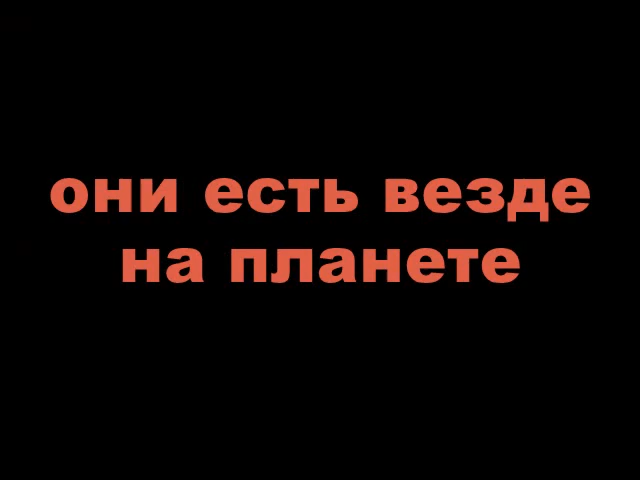 они есть везде
на планете